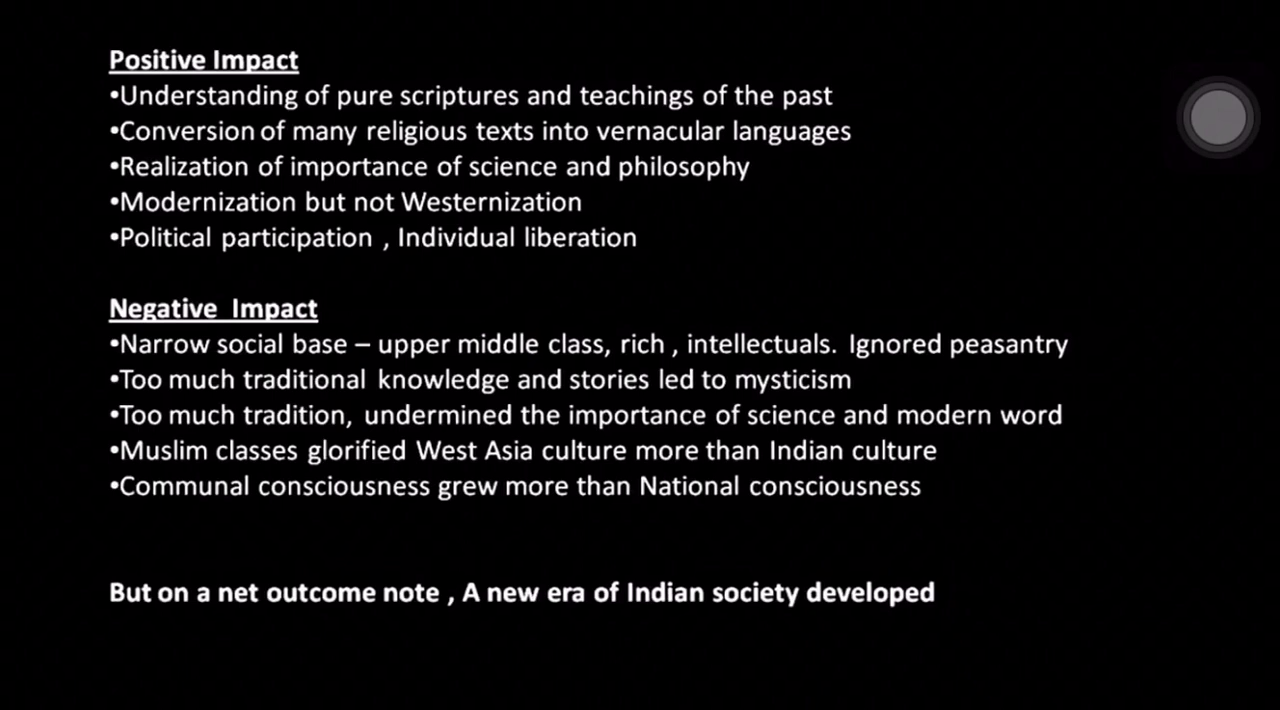 Positive Impact
•Understanding of pure scriptures and teachings of the past
•Conversion of many religious texts into vernacular languages
•Realization of importance of science and philosophy
•Modernization but not Westernization
•Political participation , Individual liberation
Negative Impact
•Narrow social base – upper middle class, rich , intellectuals. Ignored peasantry
•Too much traditional knowledge and stories led to mysticism
•Too much tradition, undermined the importance of science and modern word
•Muslim classes glorified West Asia culture more than Indian culture
•Communal consciousness grew more than National consciousness
But on a net outcome note , A new era of Indian society developed